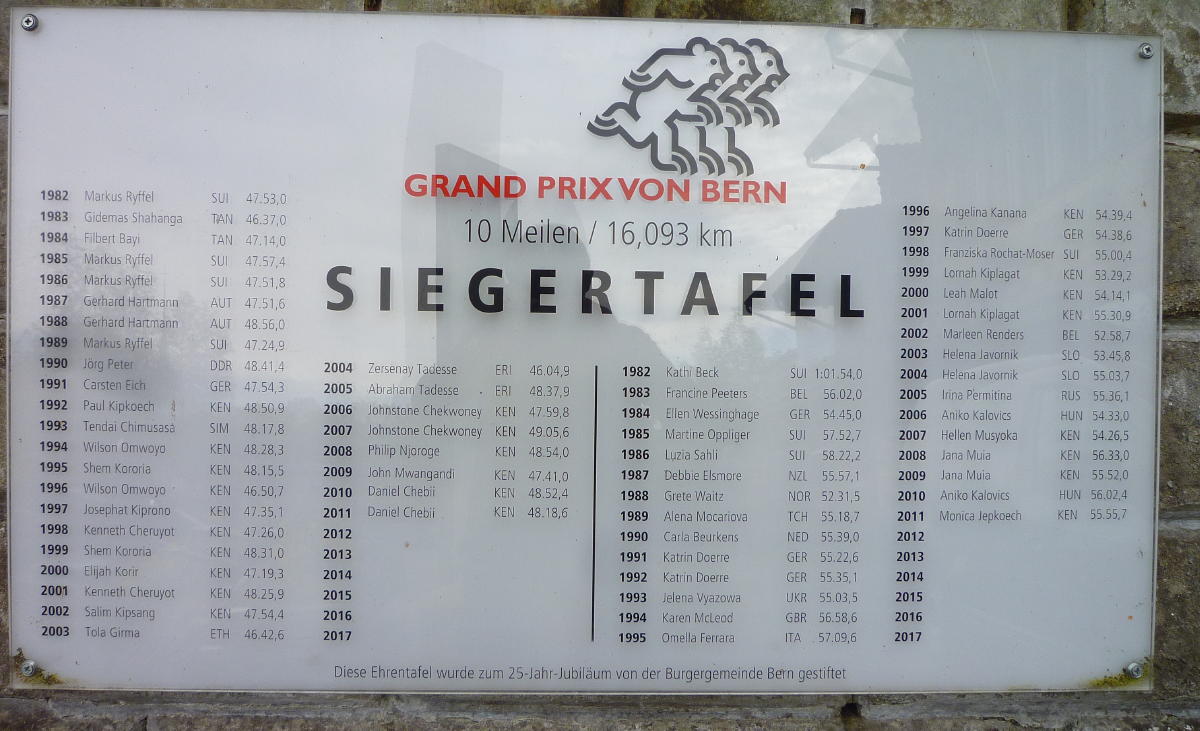 GRAND PRIX VON BERN
10 Meilen / 16,093 km
SIEGERTAFEL
1982 Markus Ryffel SUI 47.53,0
1983 Gidemas Shahanga TAN 46.37,0
1984 Filbert Bayi TAN 47.14,0
1985 Markus Ryffel SUI 47.57,4
1986 Markus Ryffel SUI 47.51,8
1987 Gerhard Hartmann AUT 47.51,6
1988 Gerhard Hartmann AUT 48.56,0
1989 Markus Ryffel SUI 47.24,9
1990 Jörg Peter DDR 48.41,4
1991 Carsten Eich GER 47.54,3
1992 Paul Kipkoech KEN 48.50,9
1993 Tendai Chimusasa SIM 48.17,8
1994 Wilson Omwoyo KEN 48.28,3
1995 Shem Kororia KEN 48.15,5
1996 Wilson Omwoyo KEN 46.50,7
1997 Josephat Kiprono KEN 47.35,1
1998 Kenneth Cheruyot KEN 47.26,0
1999 Shem Kororia KEN 48.31,0
2000 Elijah Korir KEN 47.19,3
2001 Kenneth Cheruyot KEN 48.25,9
2002 Salim Kipsang KEN 47.54,4
2003 Tola Girma ETH 46.42,6
2004 Zersenay Tadesse ERI 46.04,9
2005 Abraham Tadesse ERI 48.37,9
2006 Johnstone Chekwoney KEN 47.59,8
2007 Johnstone Chekwoney KEN 49.05,6
2008 Philip Njoroge KEN 48.54,0
2009 John Mwangandi KEN 47.41,0
2010 Daniel Chebii KEN 48.52,4
2011 Daniel Chebii KEN 48.18,6
2012
2013
2014
2015
2016
2017
1982 Kathi Beck SUI 1:01.54,0
1983 Francine Peeters BEL 56.02,0
1984 Ellen Wessinghage GER 54.45,0
1985 Martine Oppliger SUI 57.52,7
1986 Luzia Sahli SUI 58.22,2
1987 Debbie Elsmore NZL 55.57,1
1988 Grete Waitz NOR 52.31,5
1989 Alena Mocariova TCH 55.18,7
1990 Carla Beurkens NED 55.39,0
1991 Katrin Doerre GER 55.22,6
1992 Katrin Doerre GER 55.35,1
1993 Jelena Vyazowa UKR 55.03,5
1994 Karen McLeod GBR 56.58,6
1995 Ornella Ferrara ITA 57.09,6
1996 Angelina Kanana KEN 54.39,4
1997 Katrin Doerre GER 54.38,6
1998 Franziska Rochat-Moser SUI 55.00,4
1999 Lornah Kiplagat KEN 53.29,2
2000 Leah Malot KEN 54.14,1
2001 Lornah Kiplagat KEN 55.30,9
2002 Marleen Renders BEL 52.58,7
2003 Helena Javornik SLO 53.45,8
2004 Helena Javornik SLO 55.03,7
2005 Irina Permitina RUS 55.36,1
2006 Aniko Kalovics HUN 54.33,0
2007 Hellen Musyoka KEN 54.26,5
2008 Jana Muia KEN 56.33,0
2009 Jana Muia KEN 55.52,0
2010 Aniko Kalovics HUN 56.02,4
2011 Monica Jepkoech KEN 55.55,7
2012
2013
2014
2015
2016
2017
Diese Ehrentafel wurde zum 25-Jahr-Jubiläum von der Burgergemeinde Bern gestiftet